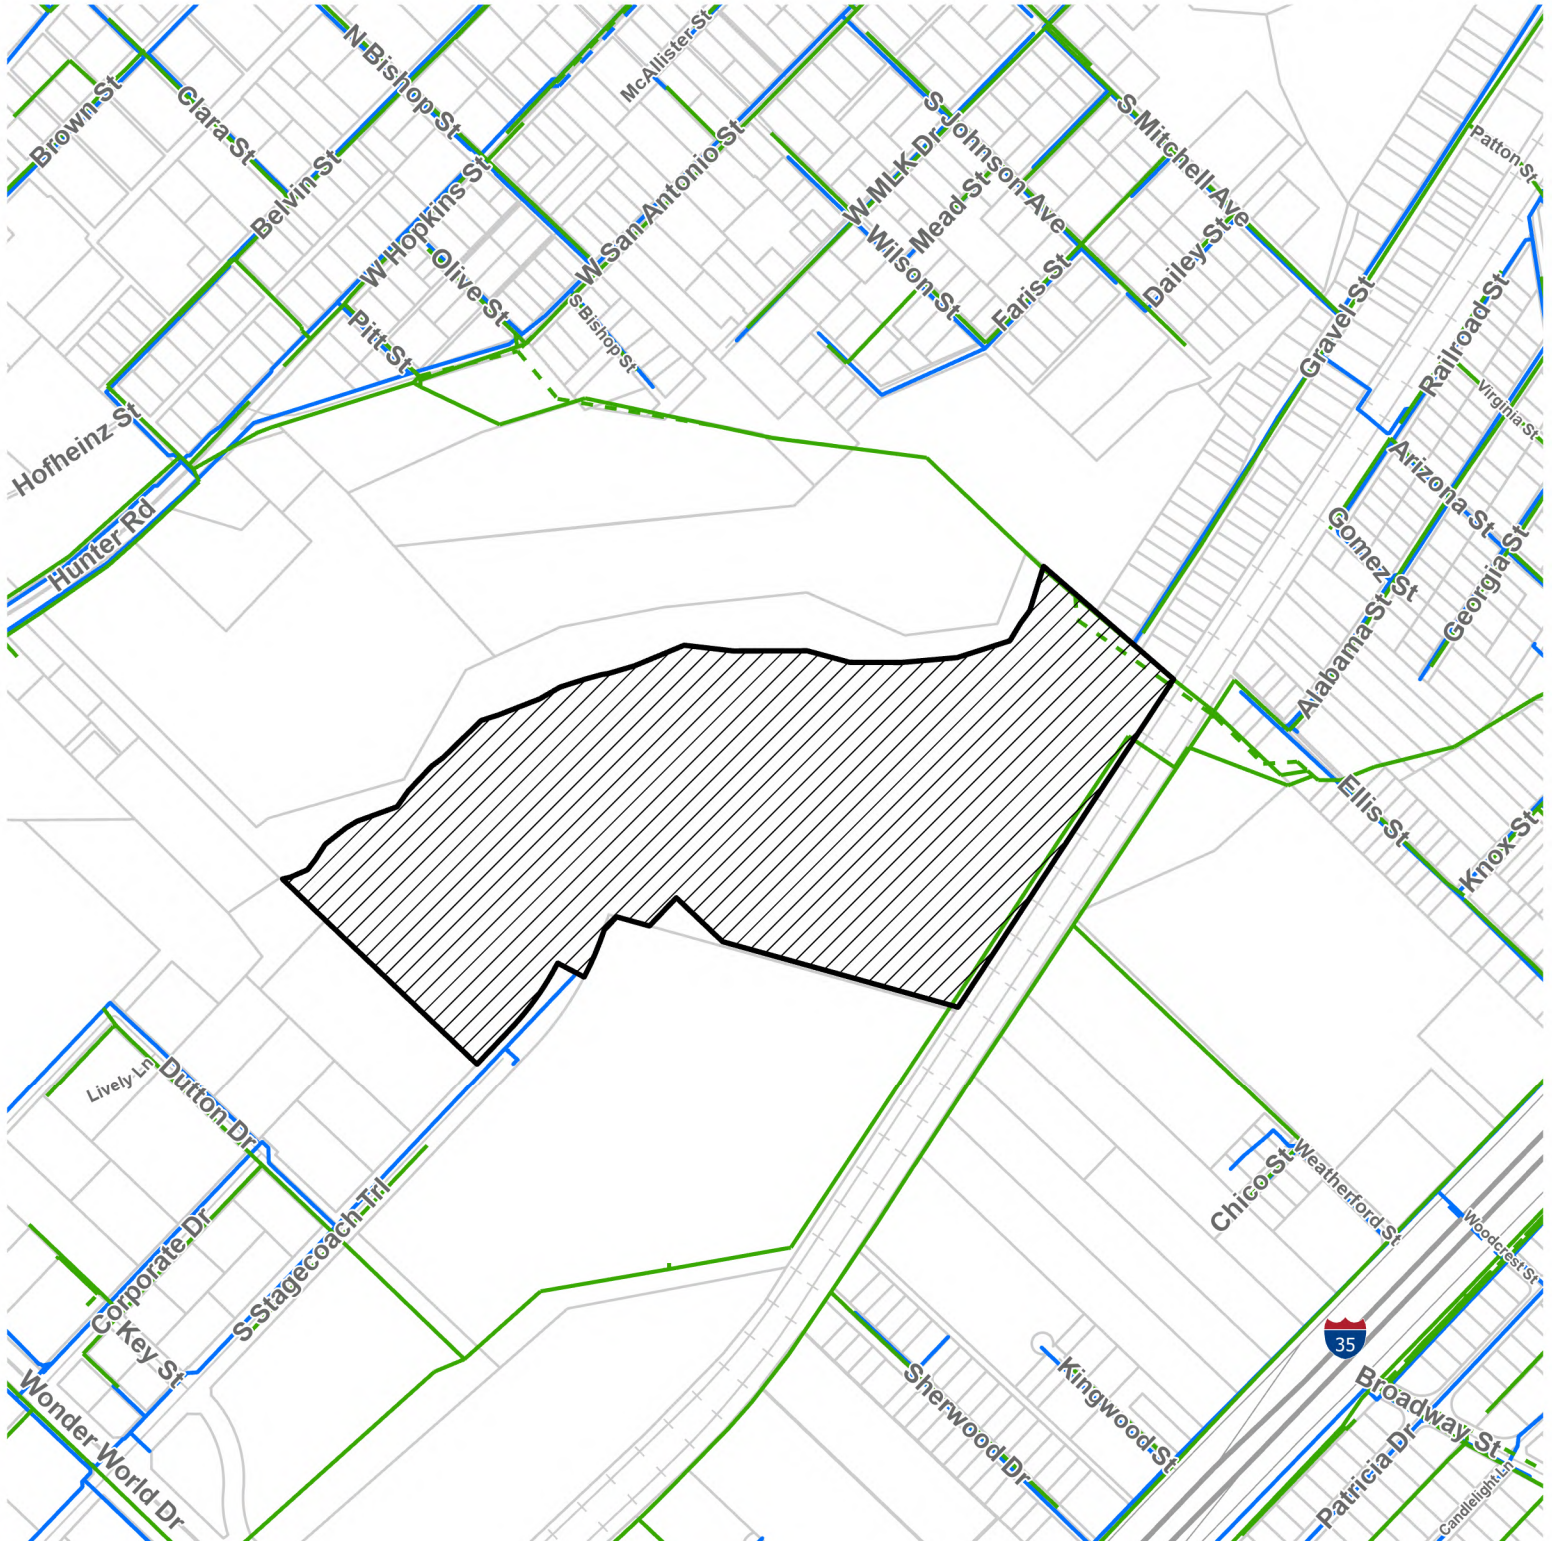 N Bishop St
McAllister St
Brown St
Clara St
S Johnson Ave
S Mitchell Ave
Patton St
Belvin St
W Hopkins St
W San Antonio St
W MLK Dr
Mead St
Olive St
Wilson St
Dailey St
Faris St
Pitt St
S Bishop St
Gravel St
Railroad St
Virginia St
Hofheinz St
Arizona St
Hunter Rd
Gomez St
Georgia St
Alabama St
Ellis St
Knox St
Lively Ln
Dutton Dr
Chico St
Weatherford St
Woodcrest St
Corporate Dr
S Stagecoach Trl
C Key St
35
Wonder World Dr
Sherwood Dr
Kingwood St
Broadway St
Patricia Dr
Candlelight Ln